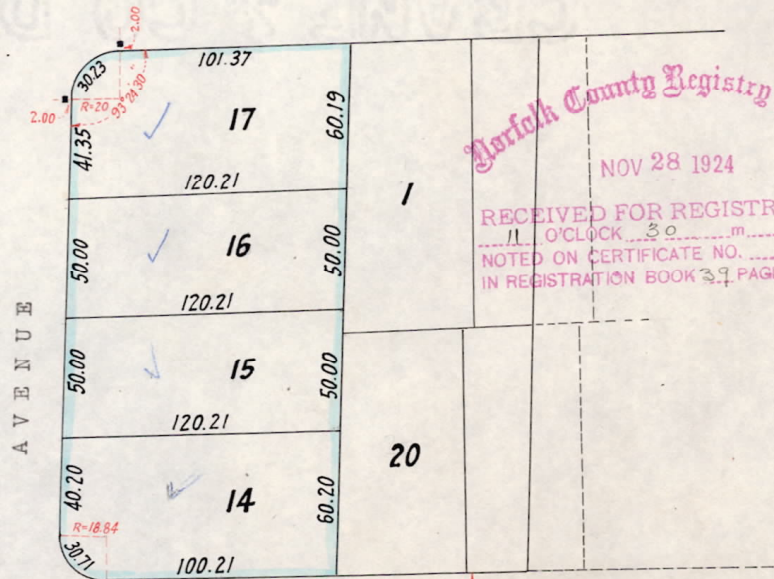 2.00
101.37
30.23
R=20
93°24'30
2.00
17
60.19
41.35
120.21
1
Norfolk County Registry
NOV 28 1924
RECEIVED FOR REGISTR
11 O'CLOCK 30 m
NOTED ON CERTIFICATE NO.
IN REGISTRATION BOOK 39 PAGE
16
50.00
50.00
120.21
AVENUE
15
50.00
50.00
120.21
20
14
40.20
60.20
R=18.84
30.71
100.21